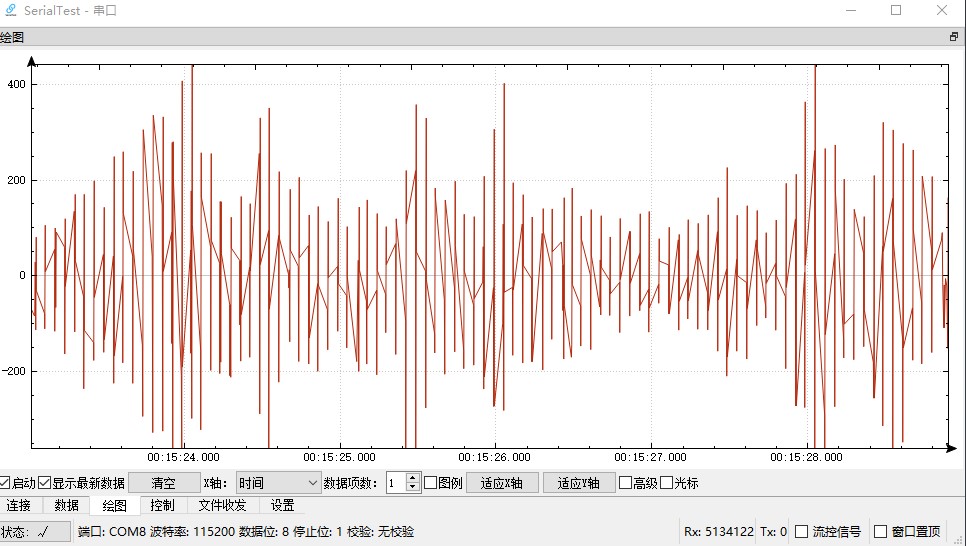 SerialTest - 串口
绘图
400
200
0
-200
00:15:24.000 00:15:25.000 00:15:26.000 00:15:27.000 00:15:28.000
启动 显示最新数据 清空 X轴: 时间 数据项数: 1 图例 适应X轴 适应Y轴 高级 光标
连接 数据 绘图 控制 文件收发 设置
状态: √ 端口: COM8 波特率: 115200 数据位: 8 停止位: 1 校验: 无校验 Rx: 5134122 Tx: 0 流控信号 窗口置顶